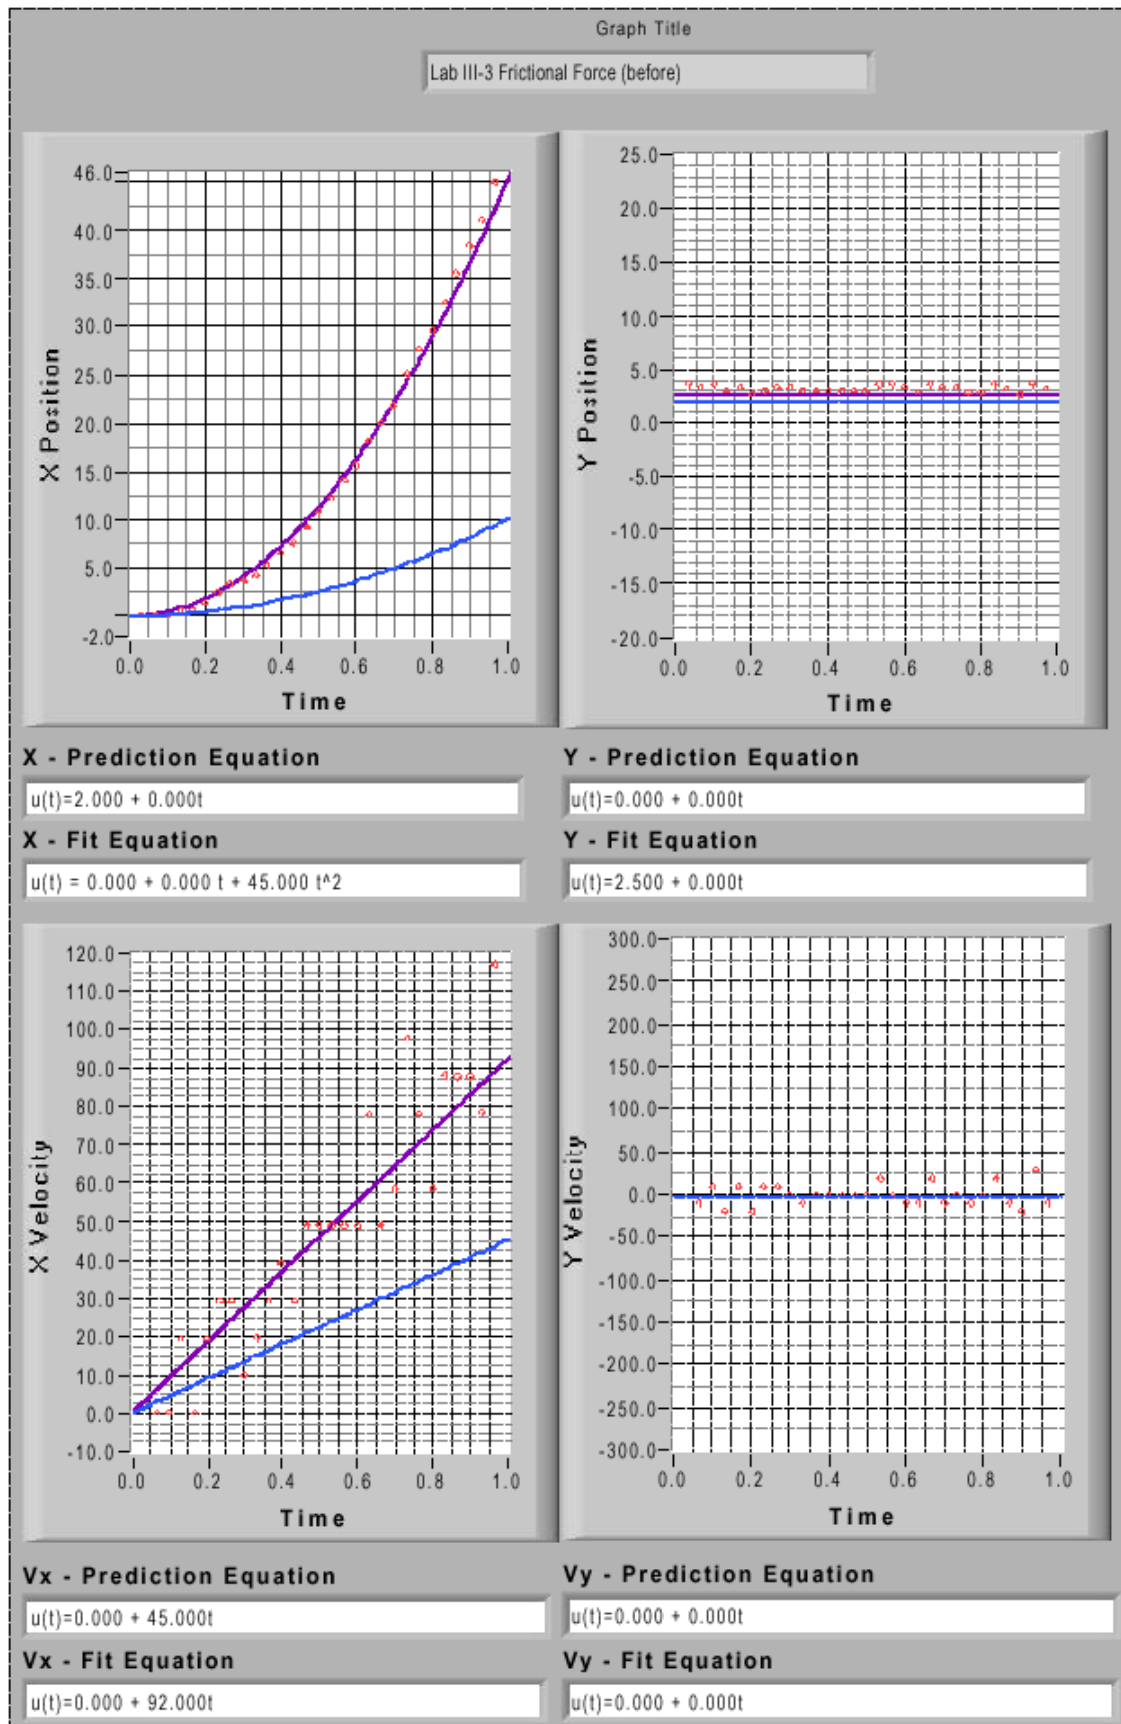 Graph Title
Lab III-3 Frictional Force (before)
46.0
40.0
35.0
30.0
25.0
20.0
15.0
10.0
5.0
-2.0
X Position
0.0 0.2 0.4 0.6 0.8 1.0
Time
25.0
20.0
15.0
10.0
5.0
0.0
-5.0
-10.0
-15.0
-20.0
Y Position
0.0 0.2 0.4 0.6 0.8 1.0
Time
X - Prediction Equation
u(t)=2.000 + 0.000t
X - Fit Equation
u(t) = 0.000 + 0.000 t + 45.000 t^2
Y - Prediction Equation
u(t)=0.000 + 0.000t
Y - Fit Equation
u(t)=2.500 + 0.000t
120.0
110.0
100.0
90.0
80.0
70.0
60.0
50.0
40.0
30.0
20.0
10.0
0.0
-10.0
X Velocity
0.0 0.2 0.4 0.6 0.8 1.0
Time
300.0
250.0
200.0
150.0
100.0
50.0
0.0
-50.0
-100.0
-150.0
-200.0
-250.0
-300.0
Y Velocity
0.0 0.2 0.4 0.6 0.8 1.0
Time
Vx - Prediction Equation
u(t)=0.000 + 45.000t
Vx - Fit Equation
u(t)=0.000 + 92.000t
Vy - Prediction Equation
u(t)=0.000 + 0.000t
Vy - Fit Equation
u(t)=0.000 + 0.000t